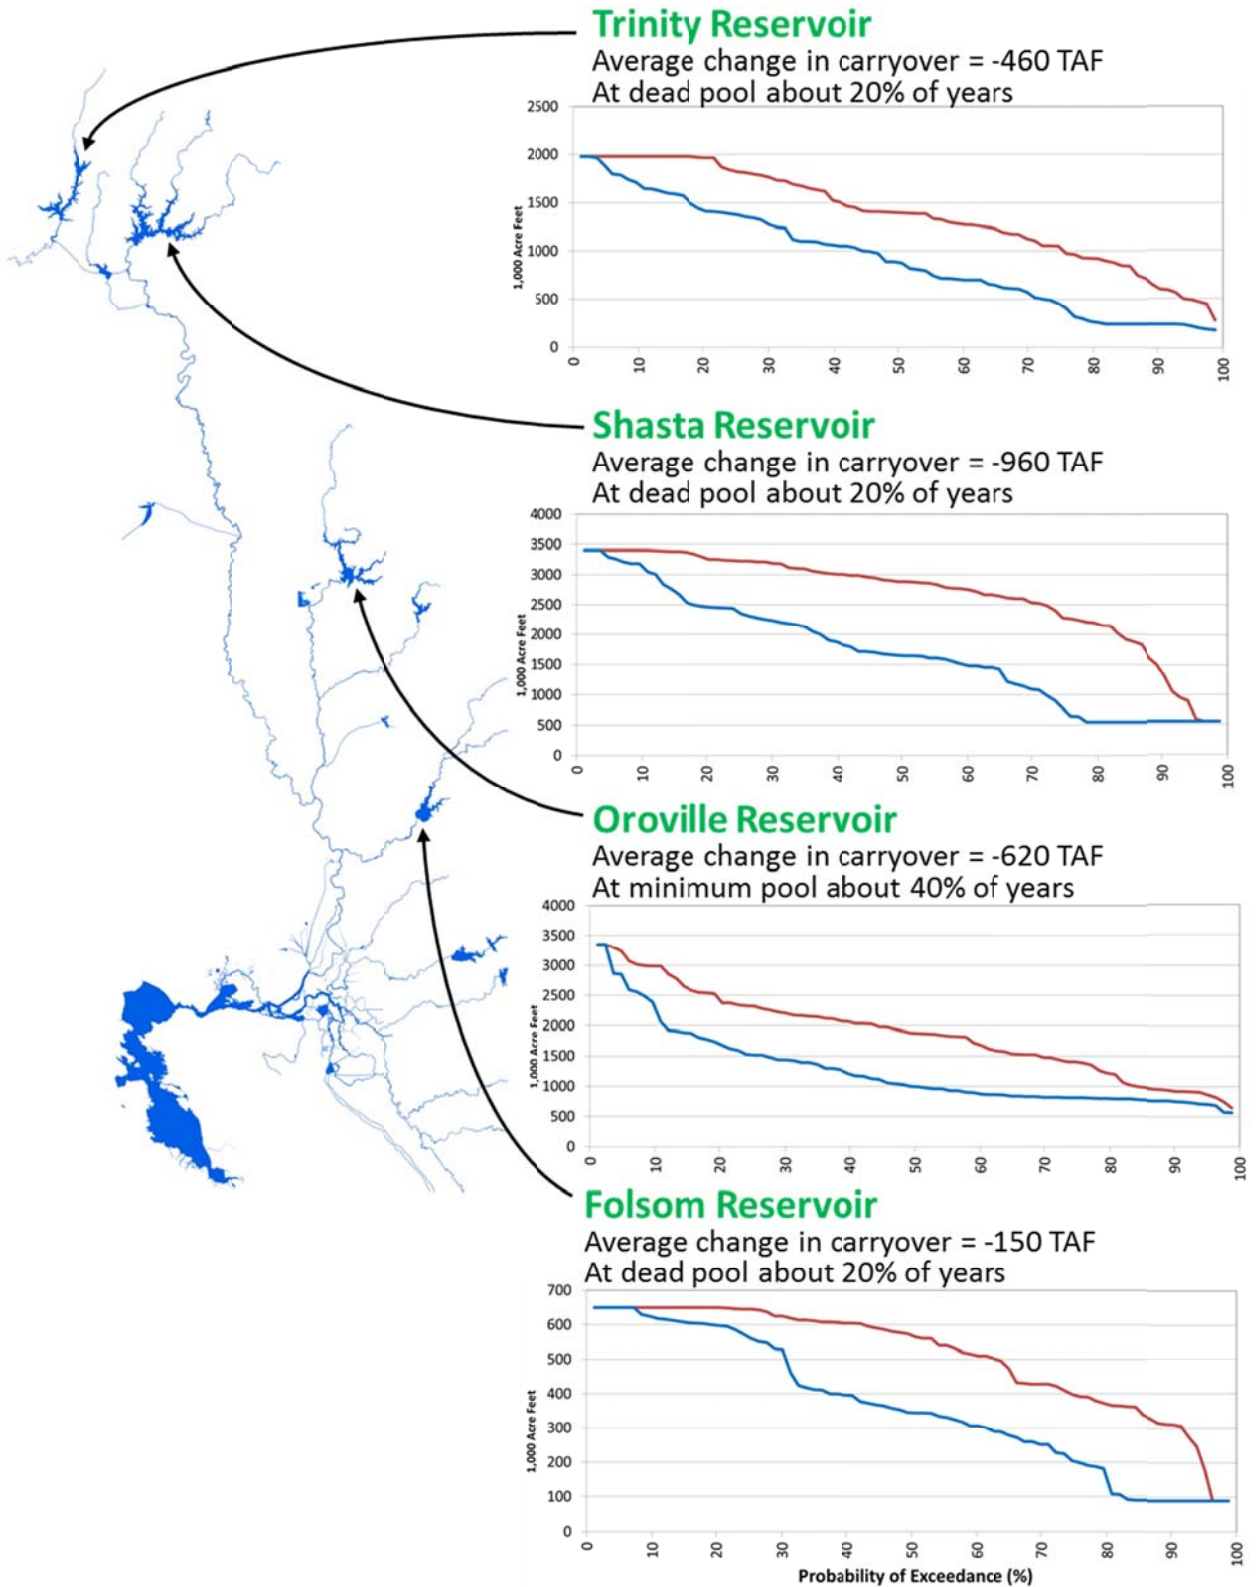 Trinity Reservoir
Average change in carryover = -460 TAF
At dead pool about 20% of years
2500
2000
1500
1000
500
0
1,000 Acre Feet
0 10 20 30 40 50 60 70 80 90 100
Shasta Reservoir
Average change in carryover = -960 TAF
At dead pool about 20% of years
4000
3500
3000
2500
2000
1500
1000
500
0
1,000 Acre Feet
0 10 20 30 40 50 60 70 80 90 100
Oroville Reservoir
Average change in carryover = -620 TAF
At minimum pool about 40% of years
4000
3500
3000
2500
2000
1500
1000
500
0
1,000 Acre Feet
0 10 20 30 40 50 60 70 80 90 100
Folsom Reservoir
Average change in carryover = -150 TAF
At dead pool about 20% of years
700
600
500
400
300
200
100
0
1,000 Acre Feet
0 10 20 30 40 50 60 70 80 90 100
Probability of Exceedance (%)